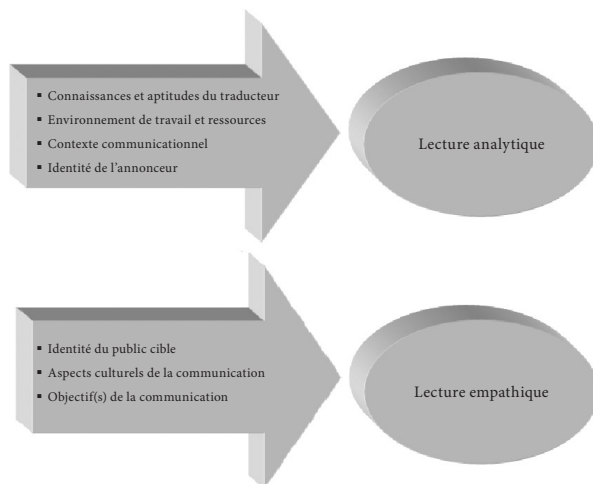 ▪ Connaissances et aptitudes du traducteur
▪ Environnement de travail et ressources
▪ Contexte communicationnel
▪ Identité de l'annonceur
Lecture analytique
▪ Identité du public cible
▪ Aspects culturels de la communication
▪ Objectif(s) de la communication
Lecture empathique